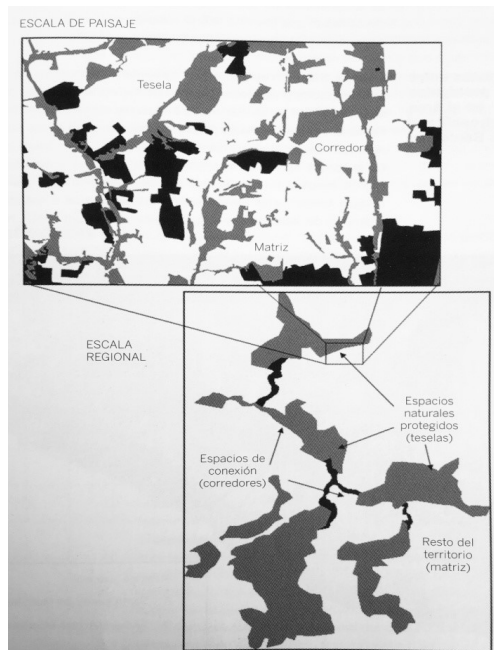 ESCALA DE PAISAJE
Tesela
Corredor
Matriz
ESCALA
REGIONAL
Espacios
naturales
protegidos
(teselas)
Espacios de
conexión
(corredores)
Resto del
territorio
(matriz)